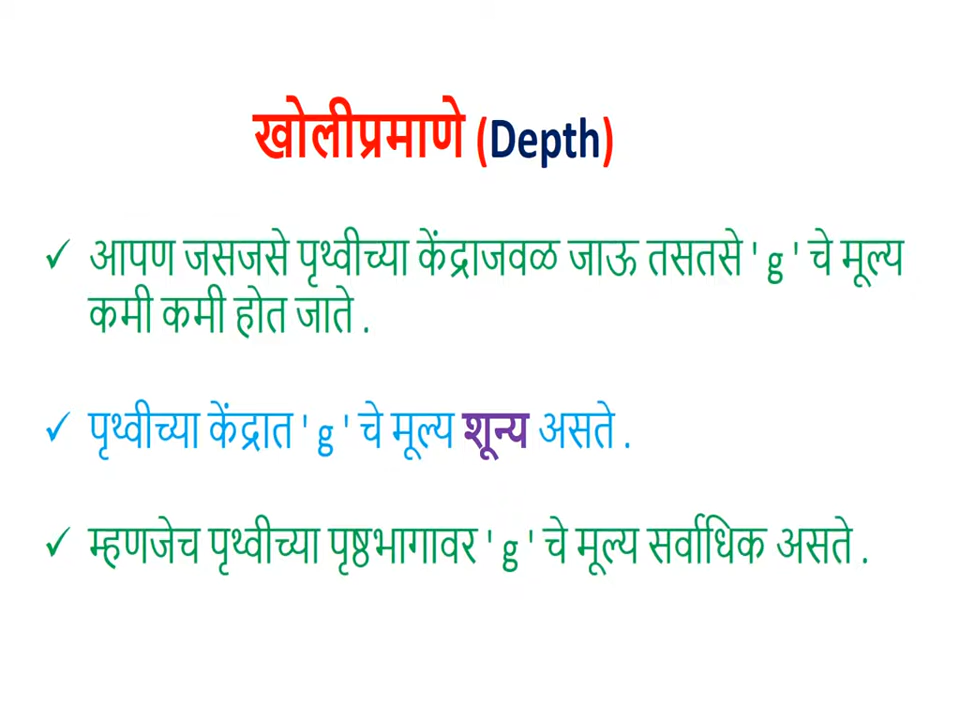 खोलीप्रमाणे (Depth)
✓ आपण जसजसे पृथ्वीच्या केंद्राजवळ जाऊ तसतसे ' g ' चे मूल्य
कमी कमी होत जाते .
✓ पृथ्वीच्या केंद्रात ' g ' चे मूल्य शून्य असते .
✓ म्हणजेच पृथ्वीच्या पृष्ठभागावर ' g ' चे मूल्य सर्वाधिक असते .